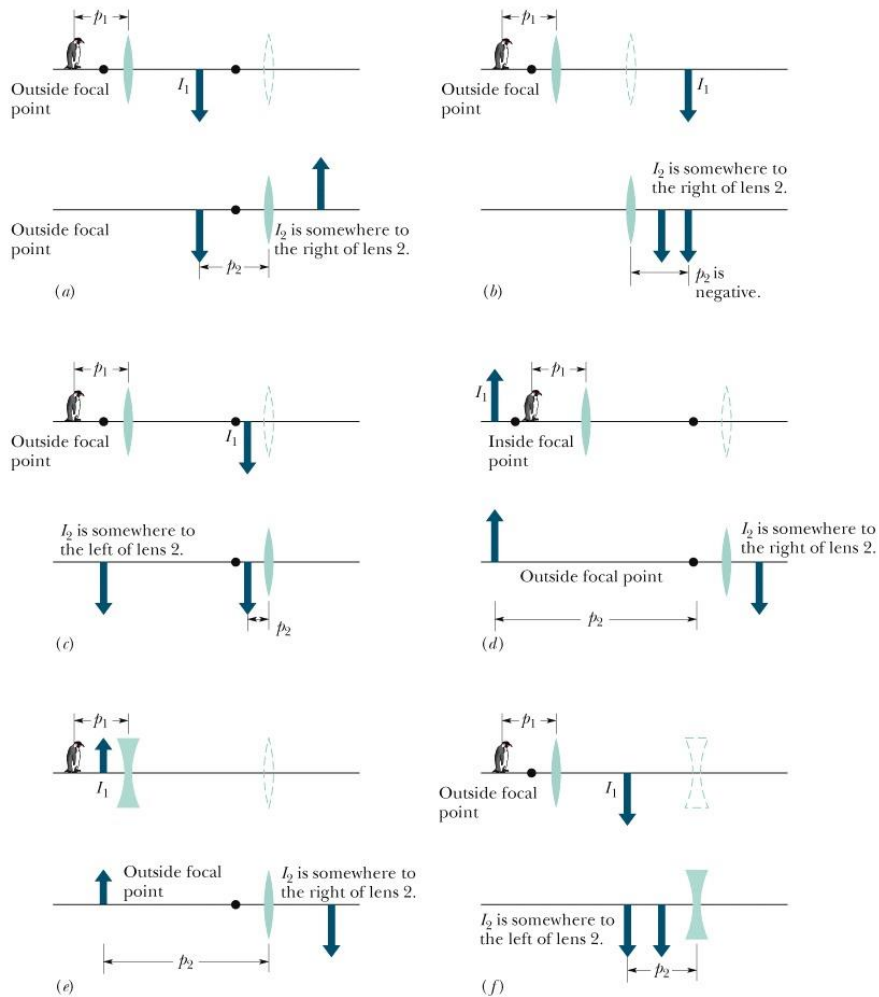 p₁
I₁
Outside focal
point
Outside focal
point
I₂ is somewhere to
the right of lens 2.
p₂
(a)
p₁
I₁
Outside focal
point
I₂ is somewhere to
the right of lens 2.
p₂ is
negative.
(b)
p₁
Outside focal
point
I₁
I₂ is somewhere to
the left of lens 2.
p₂
(c)
p₁
I₁
Inside focal
point
I₂ is somewhere to
the right of lens 2.
Outside focal point
p₂
(d)
p₁
I₁
Outside focal
point
I₂ is somewhere to
the right of lens 2.
p₂
(e)
p₁
Outside focal
point
I₁
I₂ is somewhere to
the left of lens 2.
p₂
(f)